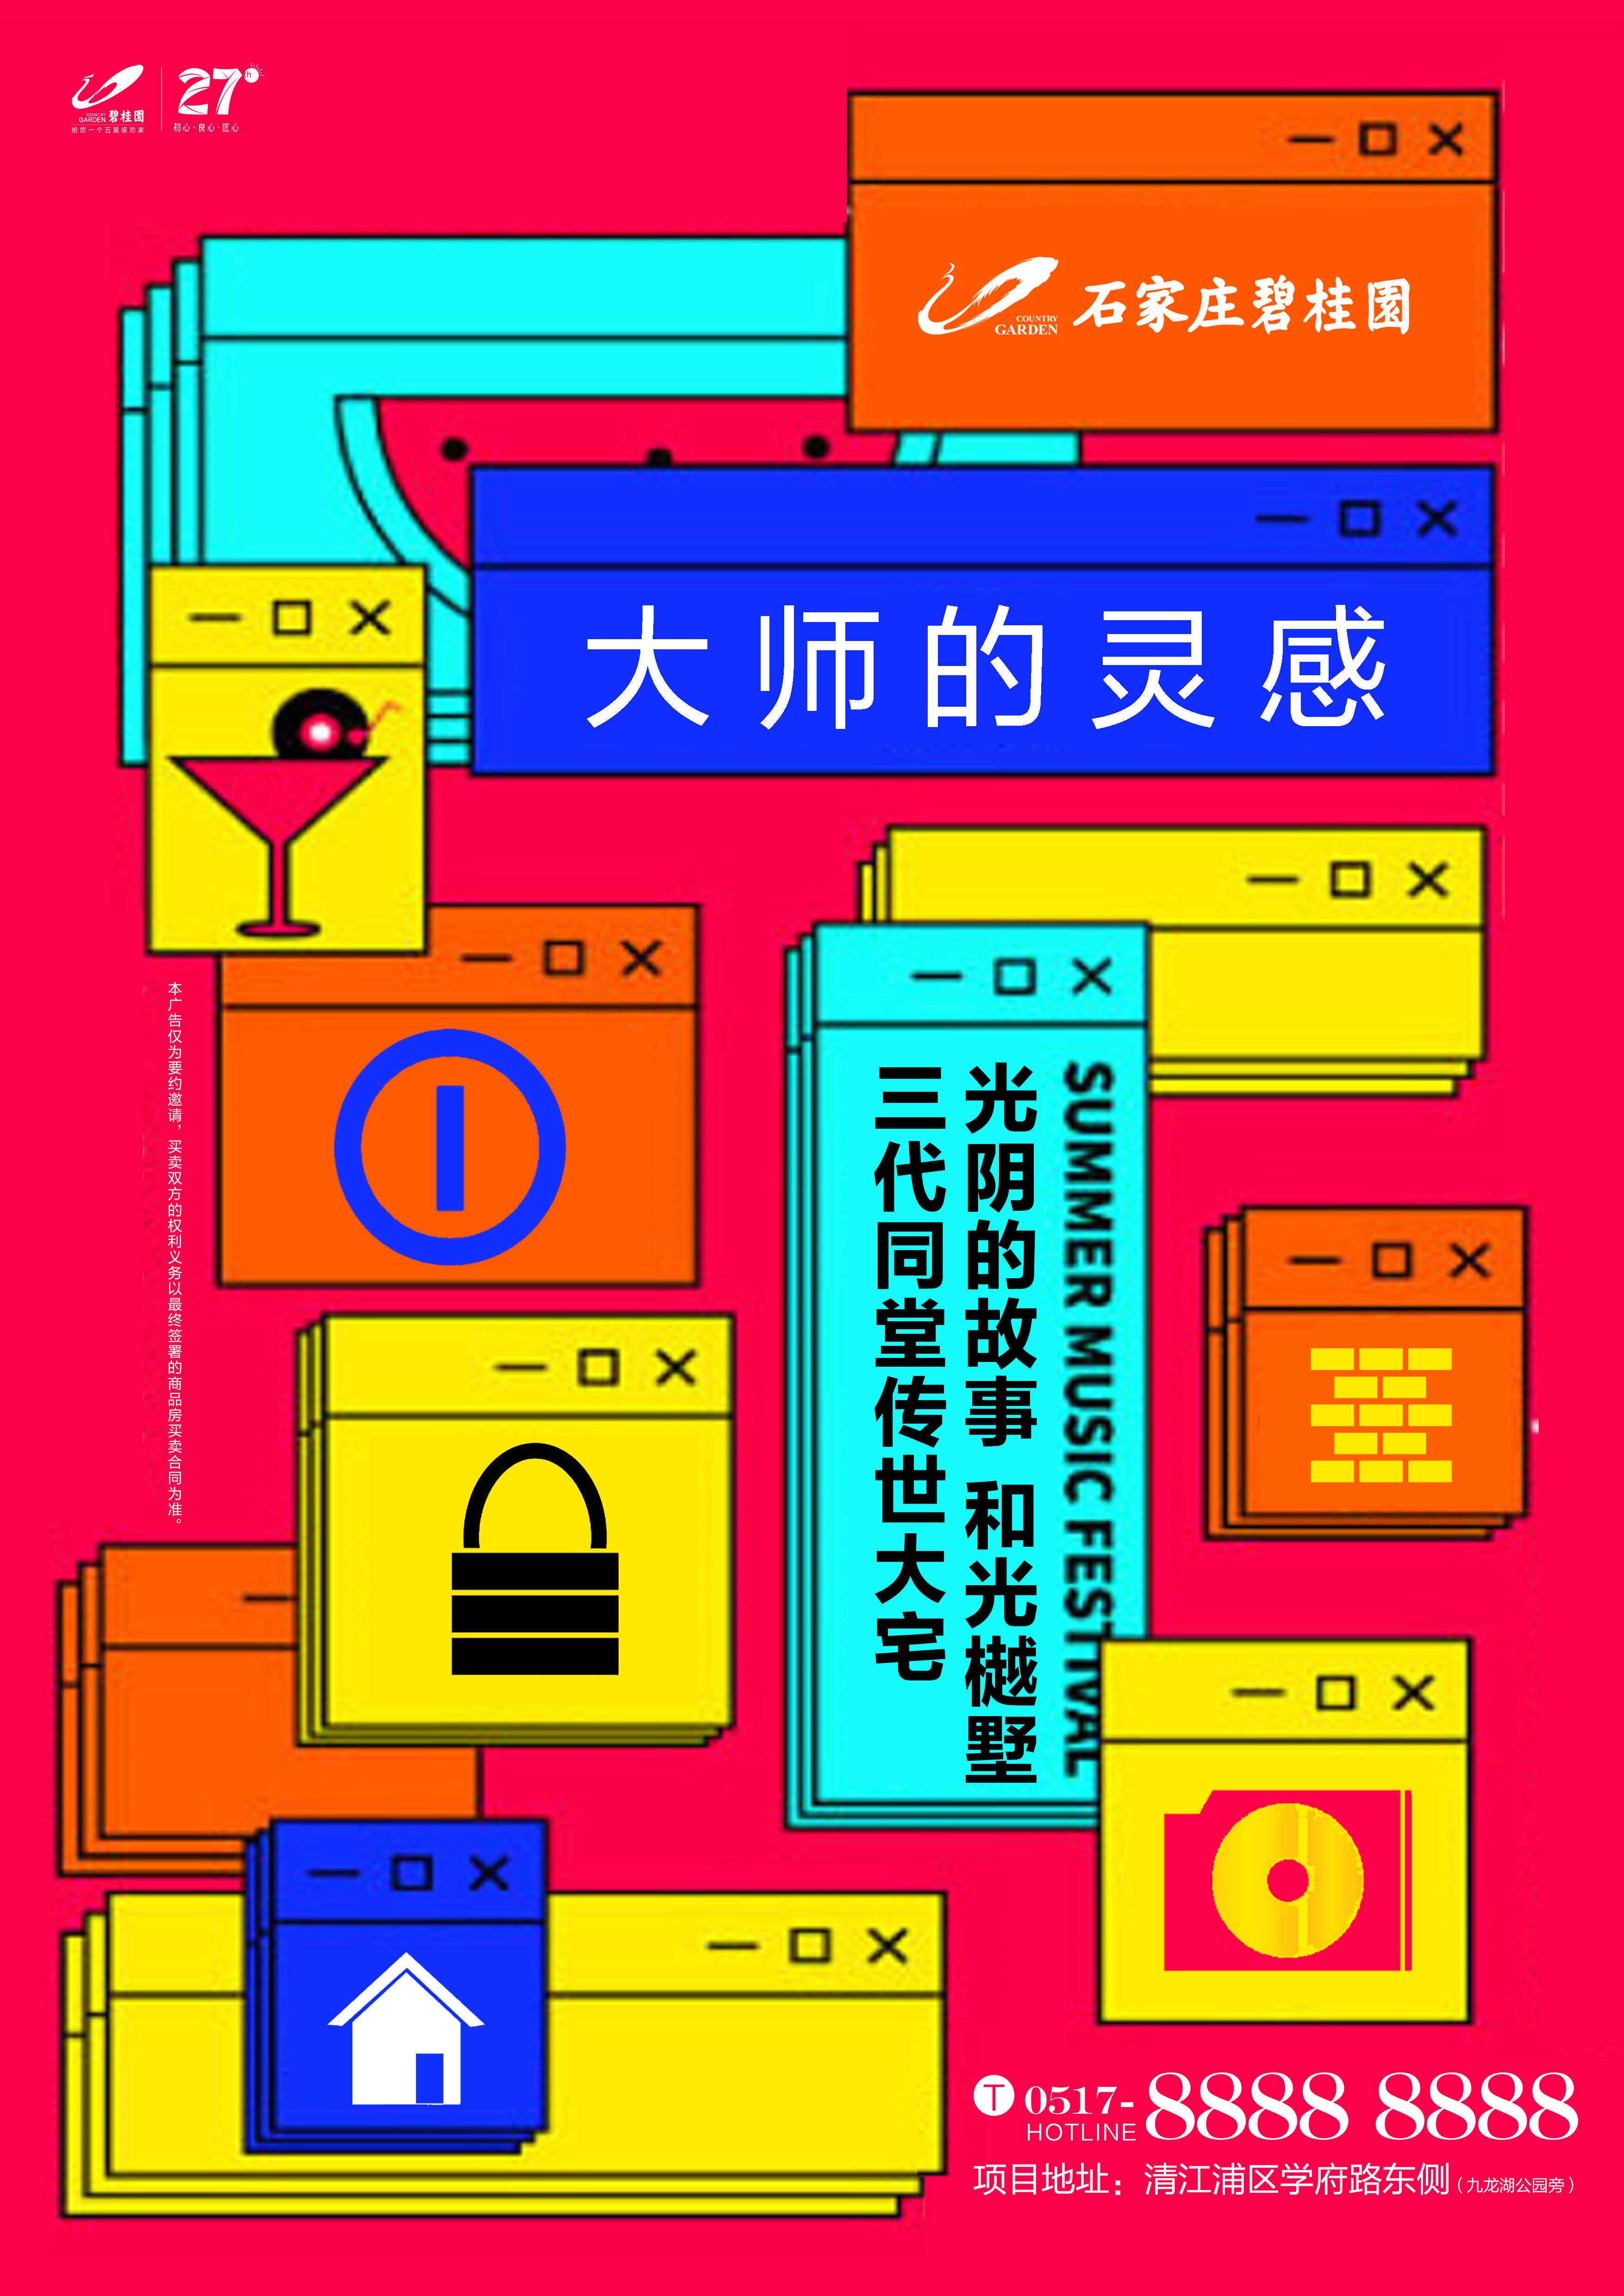 COUNTRY
GARDEN 碧桂園
给您一个五星级的家
27th
初心·良心·匠心
COUNTRY
GARDEN
石家庄碧桂園
大师的灵感
SUMMER MUSIC FESTIVAL
光阴的故事 和光樾墅
三代同堂传世大宅
本广告仅为要约邀请，买卖双方的权利义务以最终签署的商品房买卖合同为准。
T 0517-8888 8888
HOTLINE
项目地址：清江浦区学府路东侧（九龙湖公园旁）